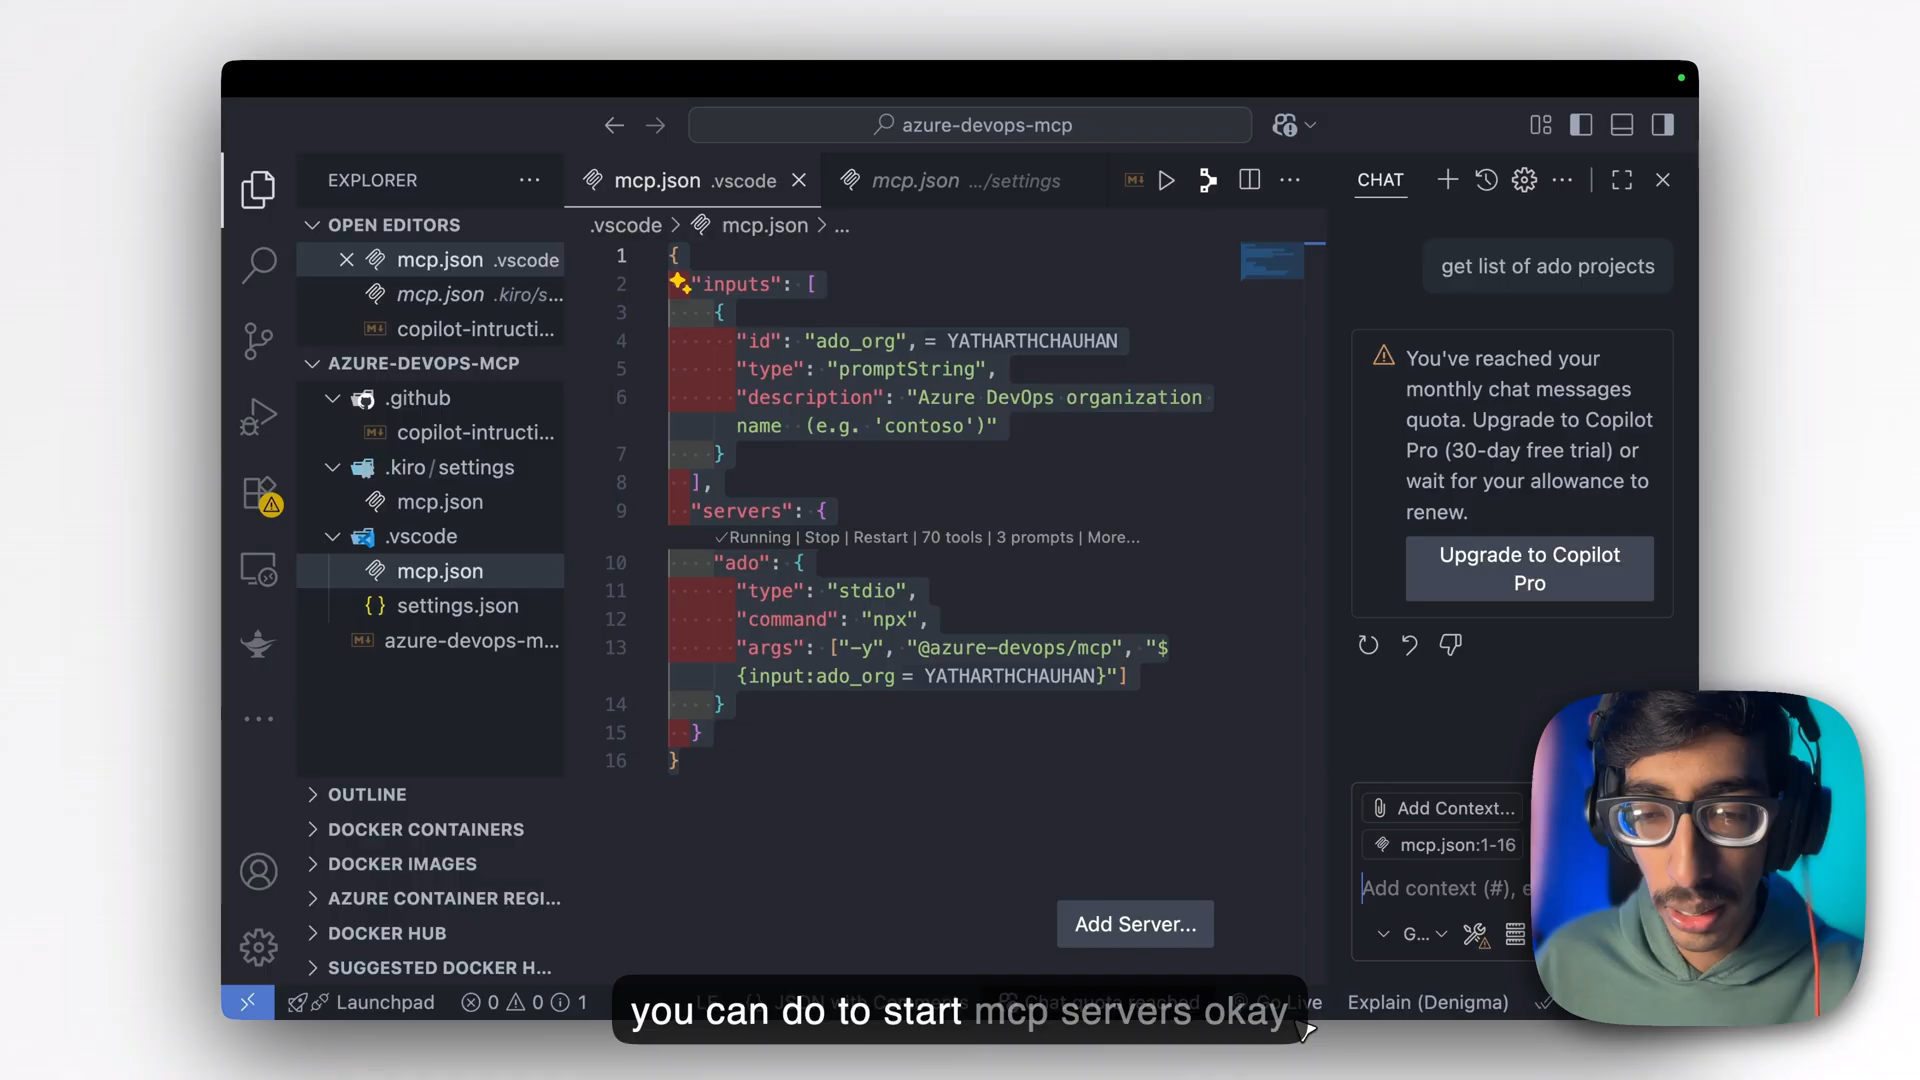 azure-devops-mcp
EXPLORER
OPEN EDITORS
mcp.json .vscode
mcp.json .kiro/s...
copilot-intructi...
AZURE-DEVOPS-MCP
.github
copilot-intructi...
.kiro/settings
mcp.json
.vscode
mcp.json
{} settings.json
azure-devops-m...
OUTLINE
DOCKER CONTAINERS
DOCKER IMAGES
AZURE CONTAINER REGI...
DOCKER HUB
SUGGESTED DOCKER H...
mcp.json .vscode
mcp.json .../settings
.vscode > mcp.json > ...
1 {
2 "inputs": [
3 {
4 "id": "ado_org", = YATHARTHCHAUHAN
5 "type": "promptString",
6 "description": "Azure DevOps organization
name (e.g. 'contoso')"
7 }
8 ],
9 "servers": {
✓Running | Stop | Restart | 70 tools | 3 prompts | More...
10 "ado": {
11 "type": "stdio",
12 "command": "npx",
13 "args": ["-y", "@azure-devops/mcp", "$
{input:ado_org = YATHARTHCHAUHAN}"]
14 }
15 }
16 }
Add Server...
CHAT
get list of ado projects
You've reached your
monthly chat messages
quota. Upgrade to Copilot
Pro (30-day free trial) or
wait for your allowance to
renew.
Upgrade to Copilot
Pro
Add Context...
mcp.json:1-16
Add context (#), e
G...
Launchpad
0 0 1
Explain (Denigma)
you can do to start mcp servers okay